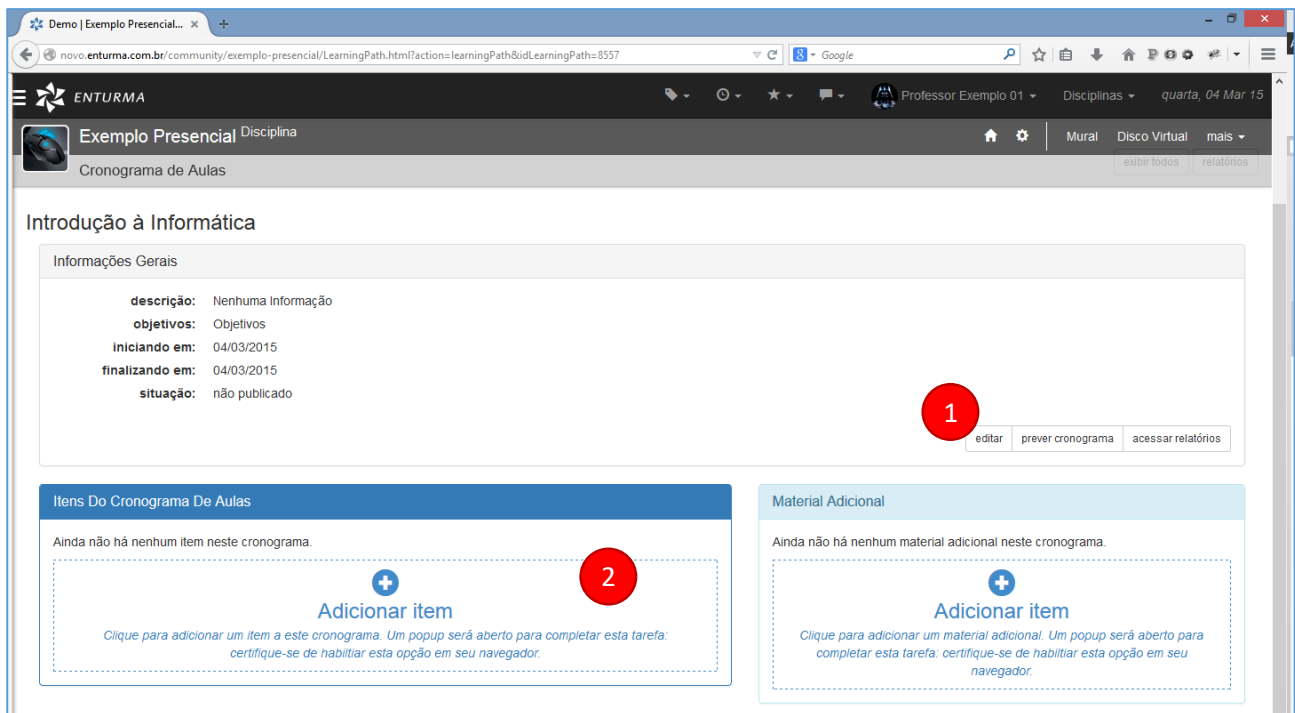 Demo | Exemplo Presencial...
novo.enturma.com.br/community/exemplo-presencial/LearningPath.html?action=learningPath&idLearningPath=8557
Google
ENTURMA
Professor Exemplo 01
Disciplinas
quarta, 04 Mar 15
Exemplo Presencial Disciplina
Mural
Disco Virtual
mais
Cronograma de Aulas
exibir todos
relatórios
Introdução à Informática
Informações Gerais
descrição: Nenhuma Informação
objetivos: Objetivos
iniciando em: 04/03/2015
finalizando em: 04/03/2015
situação: não publicado
1
editar
prever cronograma
acessar relatórios
Itens Do Cronograma De Aulas
Ainda não há nenhum item neste cronograma.
2
Adicionar item
Clique para adicionar um item a este cronograma. Um popup será aberto para completar esta tarefa:
certifique-se de habiltiar esta opção em seu navegador.
Material Adicional
Ainda não há nenhum material adicional neste cronograma.
Adicionar item
Clique para adicionar um material adicional. Um popup será aberto para
completar esta tarefa: certifique-se de habiltiar esta opção em seu
navegador.